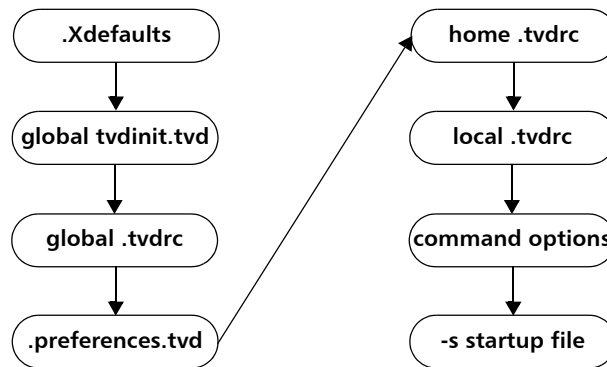 .Xdefaults
global tvdinit.tvd
global .tvdrc
.preferences.tvd
home .tvdrc
local .tvdrc
command options
-s startup file